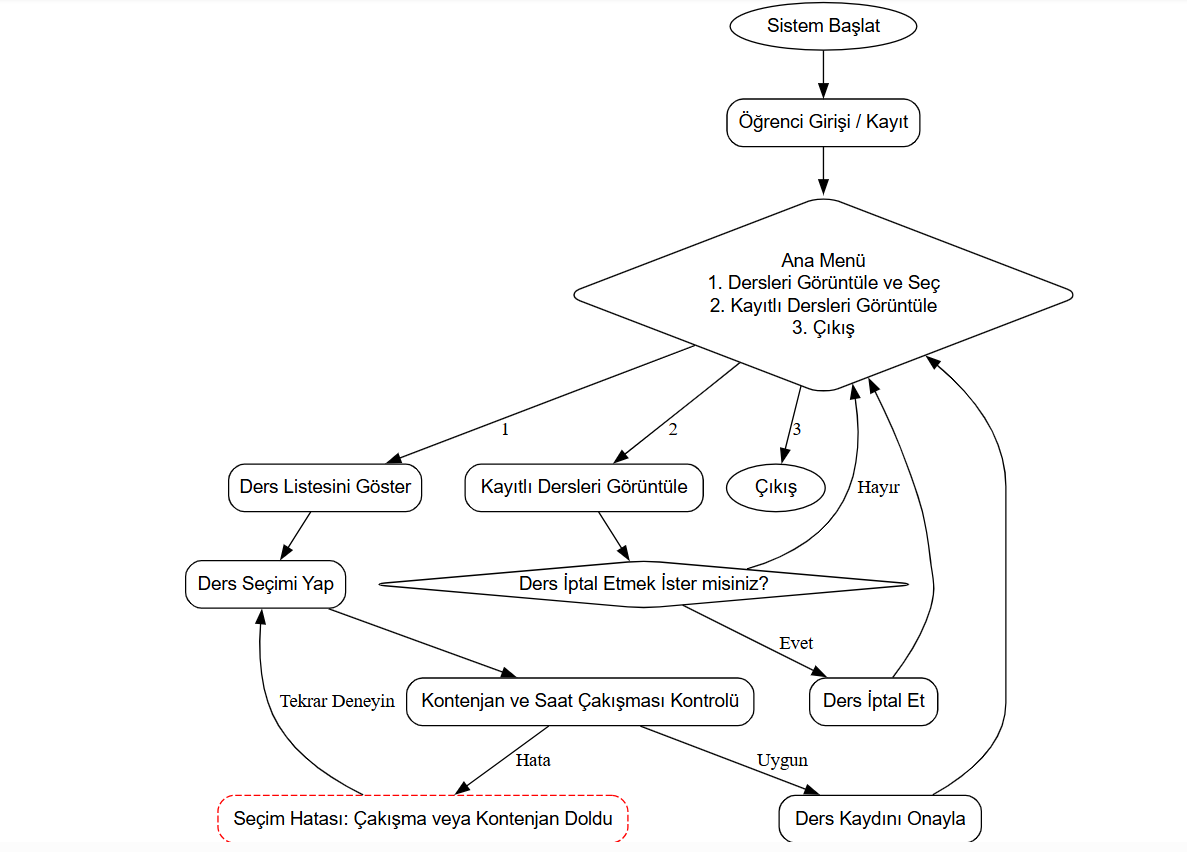 Sistem Başlat
Öğrenci Girişi / Kayıt
Ana Menü
1. Dersleri Görüntüle ve Seç
2. Kayıtlı Dersleri Görüntüle
3. Çıkış
1
2
3
Ders Listesini Göster
Kayıtlı Dersleri Görüntüle
Çıkış
Hayır
Ders Seçimi Yap
Ders İptal Etmek İster misiniz?
Evet
Tekrar Deneyin
Kontenjan ve Saat Çakışması Kontrolü
Ders İptal Et
Hata
Uygun
Seçim Hatası: Çakışma veya Kontenjan Doldu
Ders Kaydını Onayla